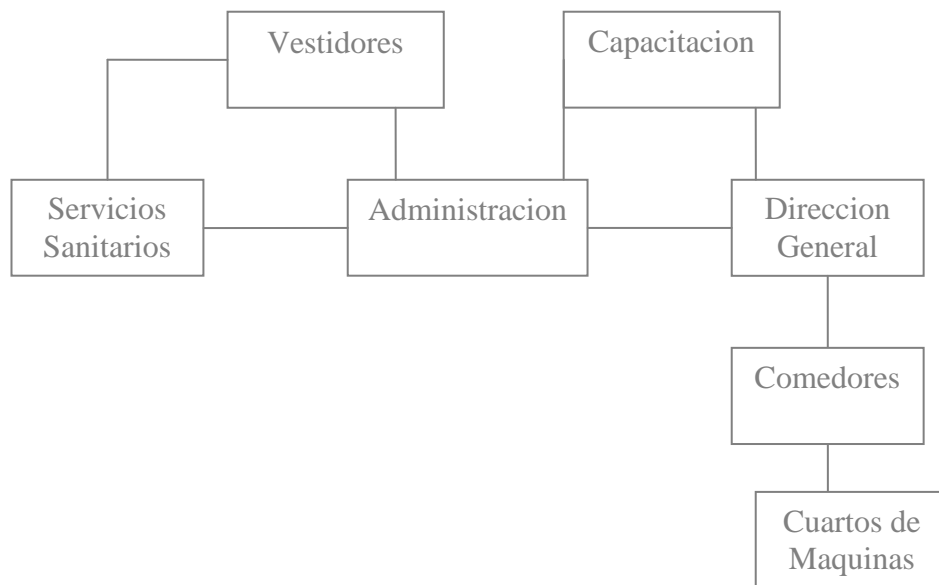 Vestidores
Capacitacion
Servicios
Sanitarios
Administracion
Direccion
General
Comedores
Cuartos de
Maquinas